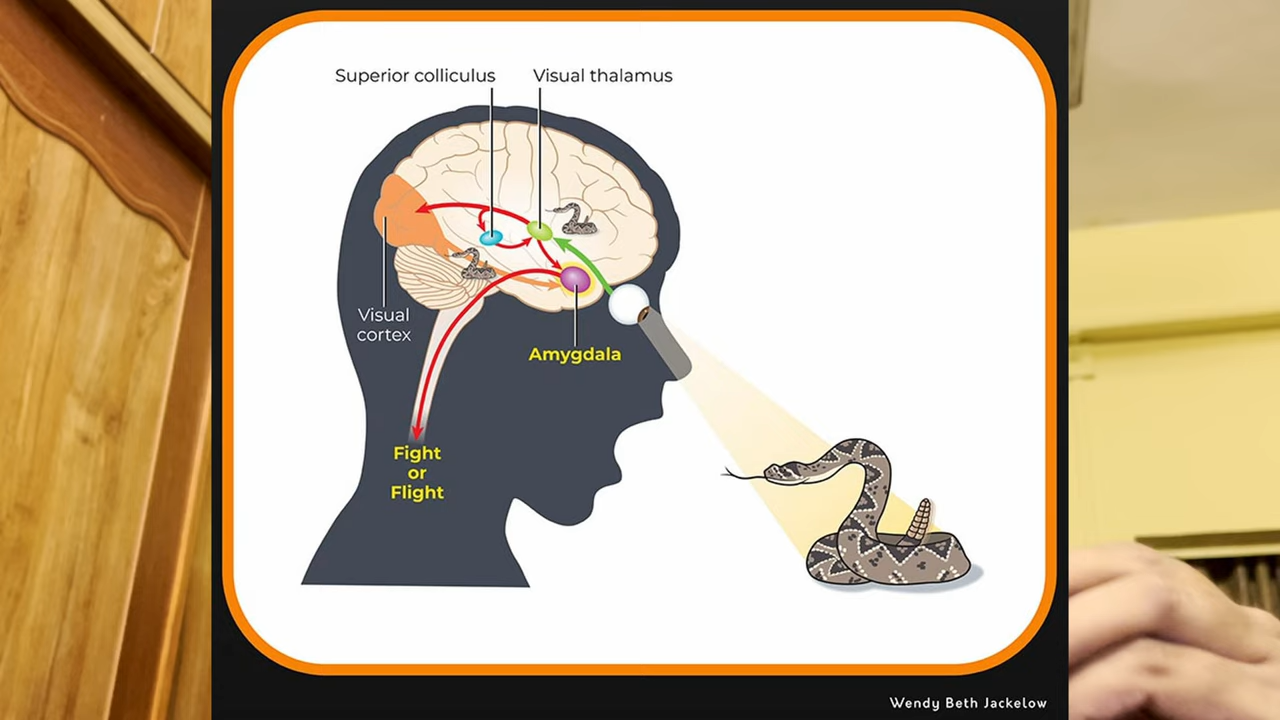 Superior colliculus
Visual thalamus
Visual
cortex
Amygdala
Fight
or
Flight
Wendy Beth Jackelow